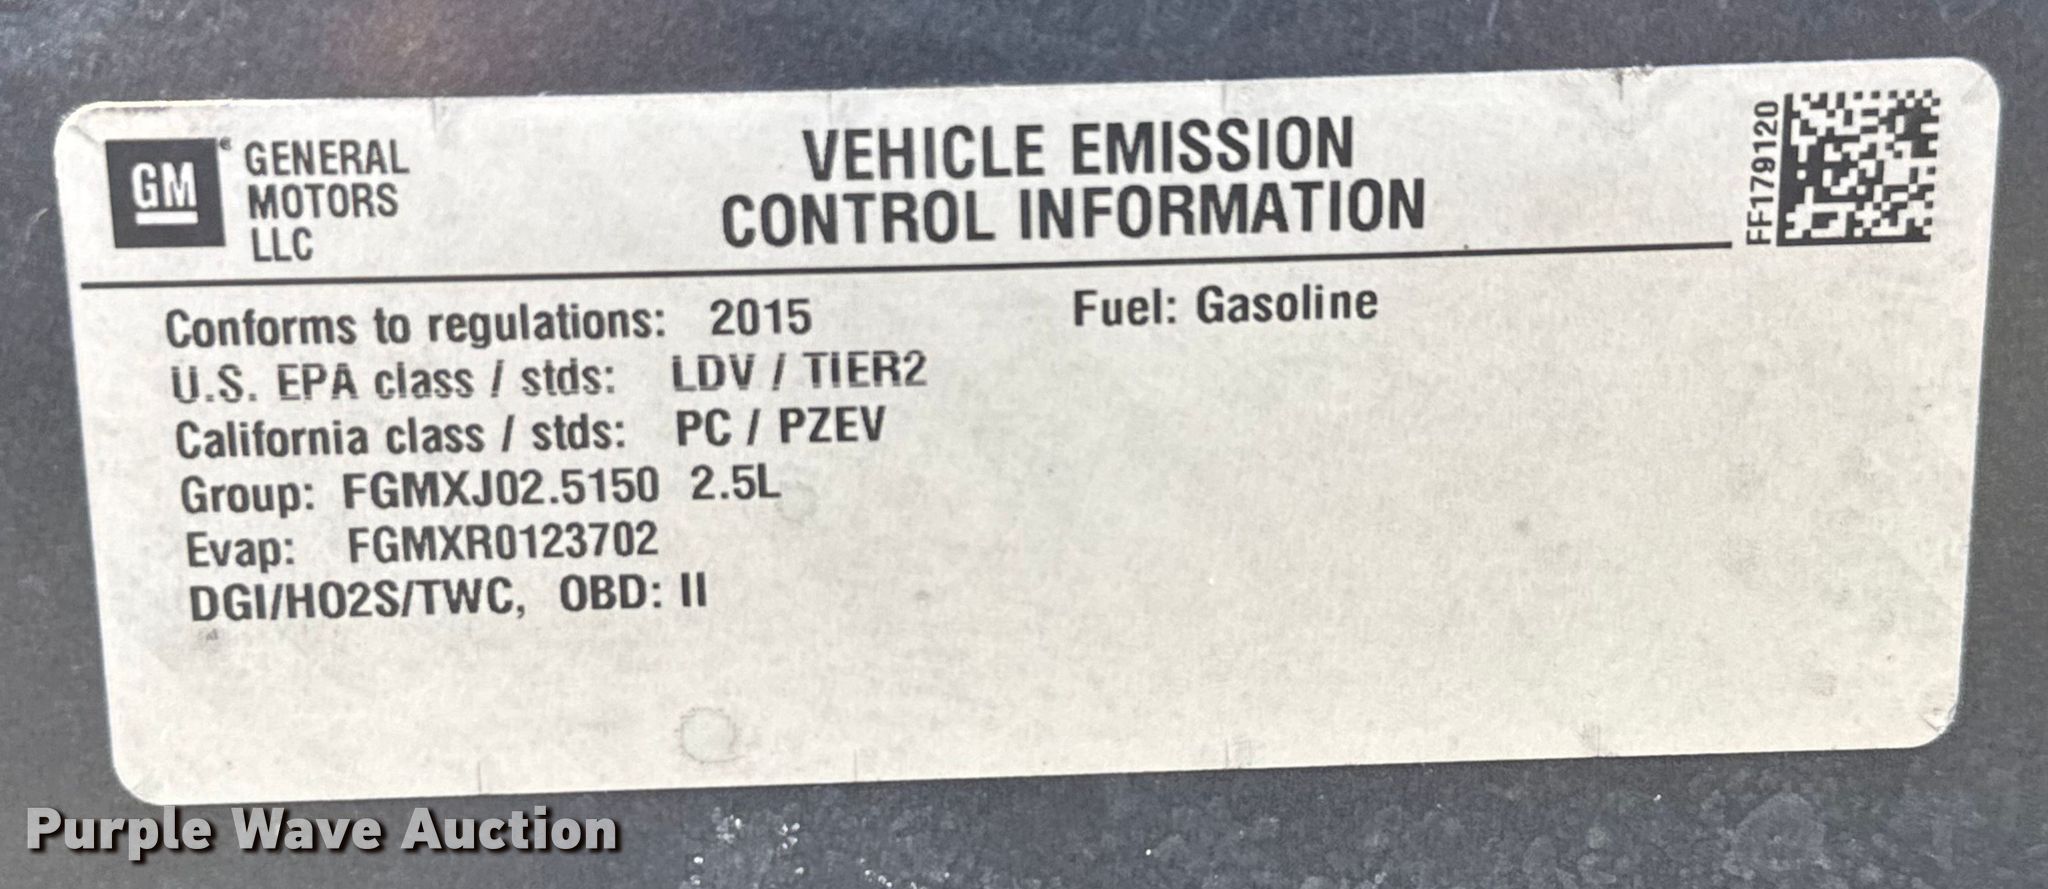 GM
GENERAL
MOTORS
LLC
VEHICLE EMISSION
CONTROL INFORMATION
FF179120
Conforms to regulations: 2015 Fuel: Gasoline
U.S. EPA class / stds: LDV / TIER2
California class / stds: PC / PZEV
Group: FGMXJ02.5150 2.5L
Evap: FGMXR0123702
DGI/HO2S/TWC, OBD: II
Purple Wave Auction